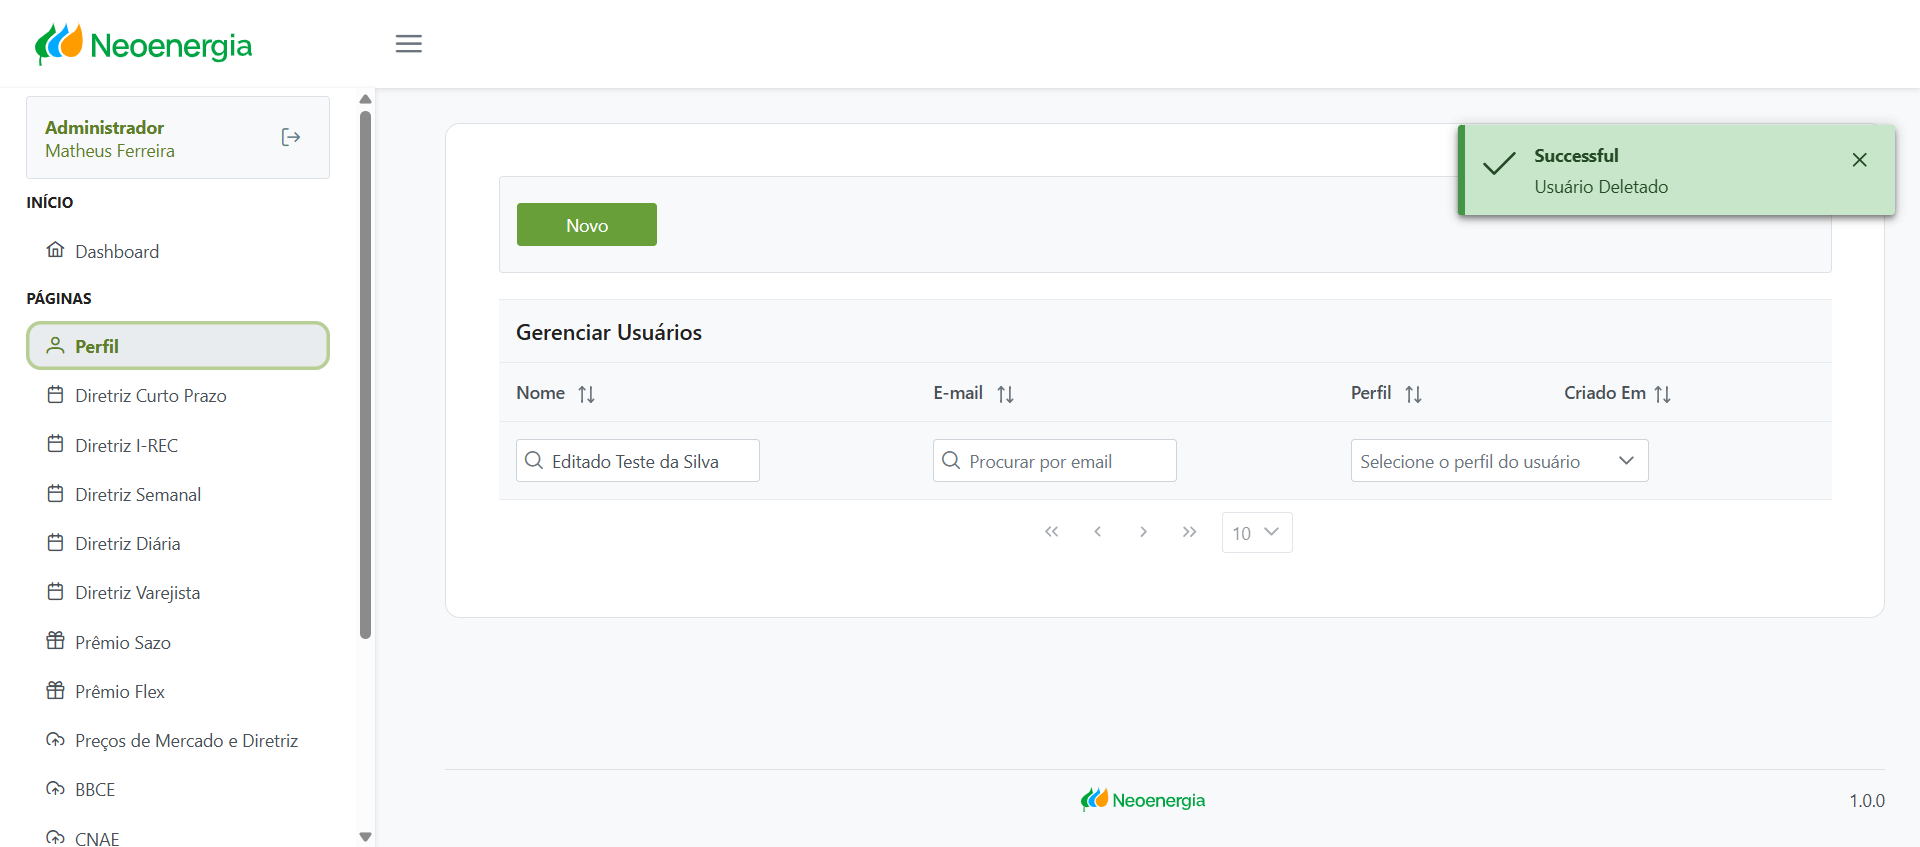 Neoenergia
Administrador
Matheus Ferreira
INÍCIO
Dashboard
PÁGINAS
Perfil
Diretriz Curto Prazo
Diretriz I-REC
Diretriz Semanal
Diretriz Diária
Diretriz Varejista
Prêmio Sazo
Prêmio Flex
Preços de Mercado e Diretriz
BBCE
CNAE
Successful
Usuário Deletado
Novo
Gerenciar Usuários
Nome E-mail Perfil Criado Em
Editado Teste da Silva Procurar por email Selecione o perfil do usuário
10
Neoenergia 1.0.0